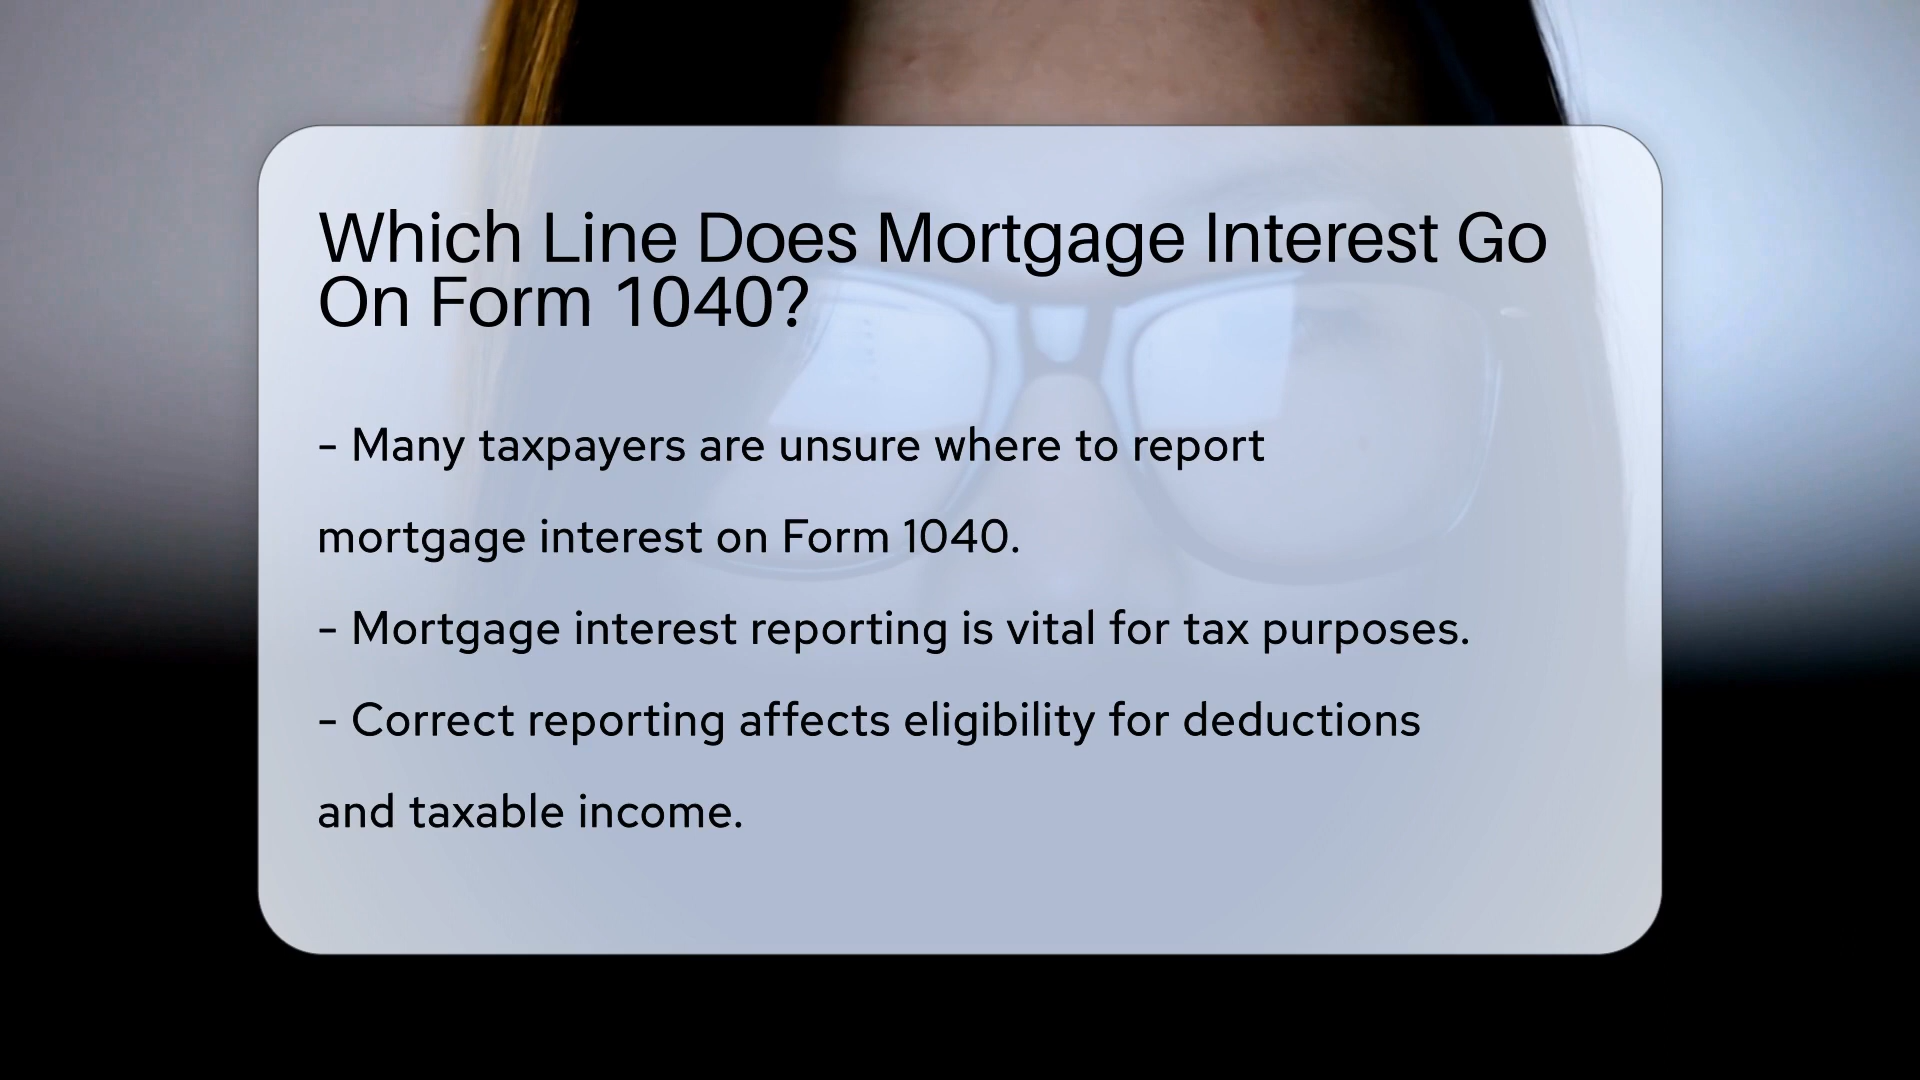 Which Line Does Mortgage Interest Go
On Form 1040?
- Many taxpayers are unsure where to report
mortgage interest on Form 1040.
- Mortgage interest reporting is vital for tax purposes.
- Correct reporting affects eligibility for deductions
and taxable income.